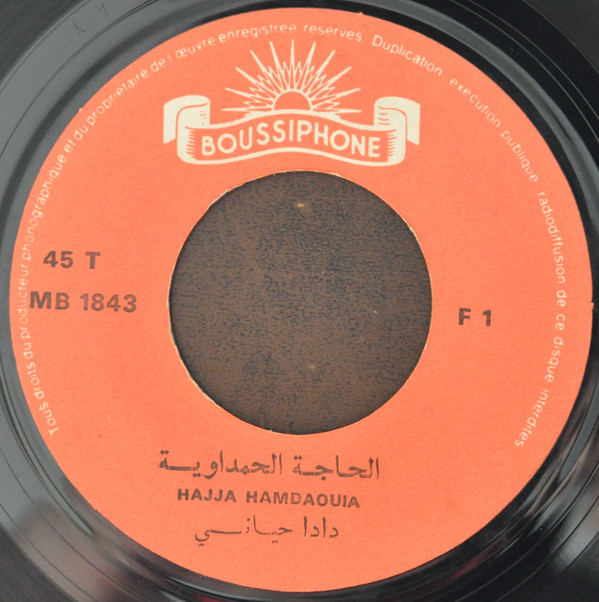 Tous droits du producteur phonographique et du propriétaire de l'œuvre enregistrée réservés. Duplication, exécution publique, radiodiffusion de ce disque interdites
BOUSSIPHONE
45 T
MB 1843
F 1
الحاجة الحمداوية
HAJJA HAMDAOUIA
دادا حياني